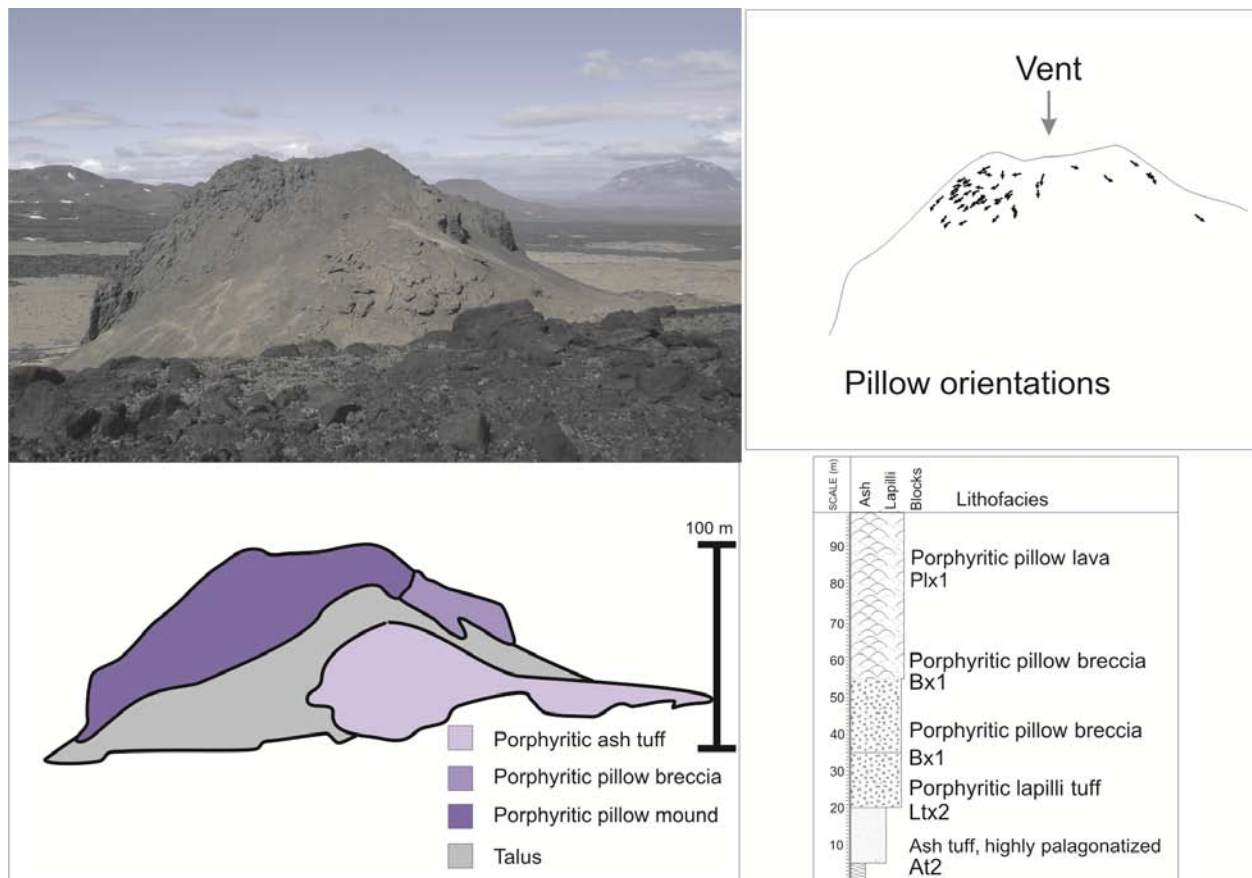 Vent
Pillow orientations
100 m
Porphyritic ash tuff
Porphyritic pillow breccia
Porphyritic pillow mound
Talus
SCALE (m)
Ash
Lapilli
Blocks
Lithofacies
90
80
70
60
50
40
30
20
10
Porphyritic pillow lava
Plx1
Porphyritic pillow breccia
Bx1
Porphyritic pillow breccia
Bx1
Porphyritic lapilli tuff
Ltx2
Ash tuff, highly palagonatized
At2